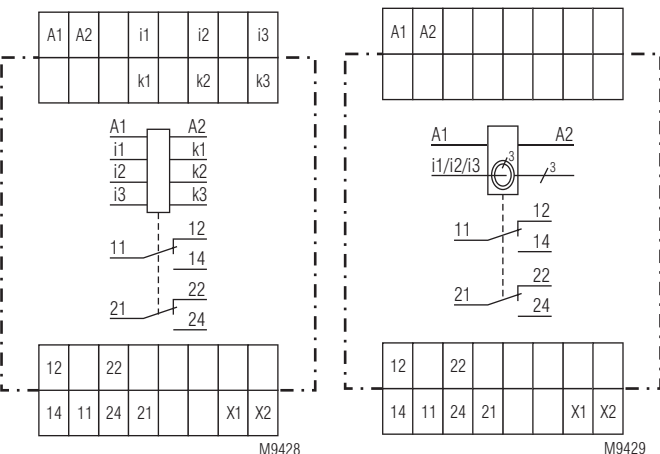 A1 A2 i1 i2 i3
k1 k2 k3
A1 A2
i1 k1
i2 k2
i3 k3
12
11
14
22
21
24
12 22
14 11 24 21 X1 X2
M9428
A1 A2
A1 A2
3
i1/i2/i3 3
12
11
14
22
21
24
12 22
14 11 24 21 X1 X2
M9429